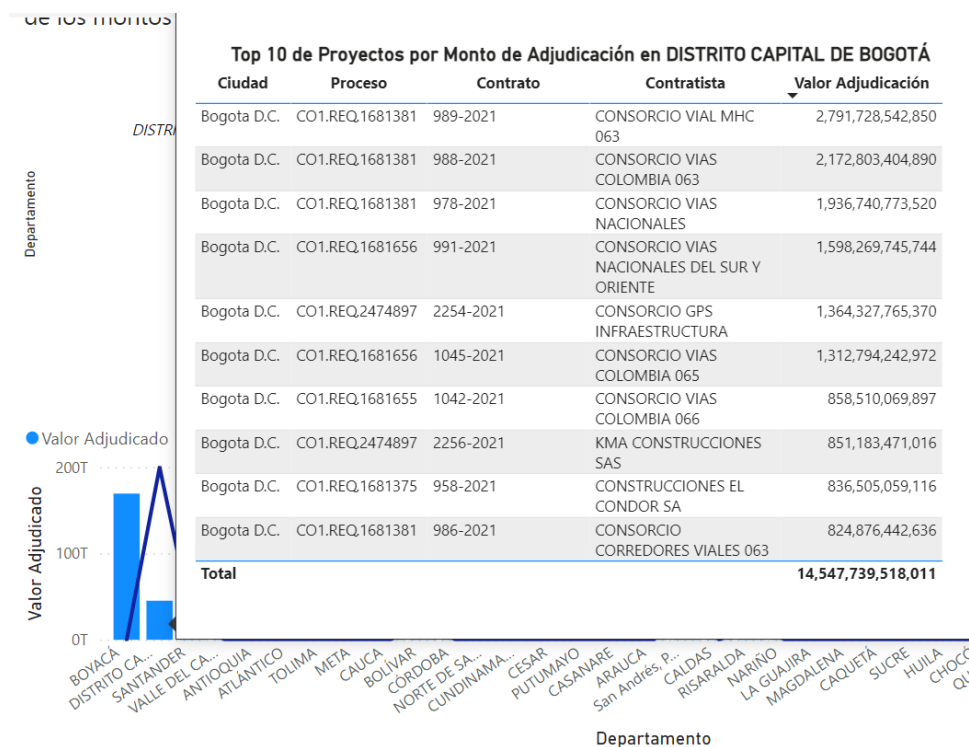 de los montos
Top 10 de Proyectos por Monto de Adjudicación en DISTRITO CAPITAL DE BOGOTÁ
Ciudad Proceso Contrato Contratista Valor Adjudicación
Bogota D.C. CO1.REQ.1681381 989-2021 CONSORCIO VIAL MHC 2,791,728,542,850
063
Bogota D.C. CO1.REQ.1681381 988-2021 CONSORCIO VIAS 2,172,803,404,890
COLOMBIA 063
Bogota D.C. CO1.REQ.1681381 978-2021 CONSORCIO VIAS 1,936,740,773,520
NACIONALES
Bogota D.C. CO1.REQ.1681656 991-2021 CONSORCIO VIAS 1,598,269,745,744
NACIONALES DEL SUR Y
ORIENTE
Bogota D.C. CO1.REQ.2474897 2254-2021 CONSORCIO GPS 1,364,327,765,370
INFRAESTRUCTURA
Bogota D.C. CO1.REQ.1681656 1045-2021 CONSORCIO VIAS 1,312,794,242,972
COLOMBIA 065
Bogota D.C. CO1.REQ.1681655 1042-2021 CONSORCIO VIAS 858,510,069,897
COLOMBIA 066
Bogota D.C. CO1.REQ.2474897 2256-2021 KMA CONSTRUCCIONES 851,183,471,016
SAS
Bogota D.C. CO1.REQ.1681375 958-2021 CONSTRUCCIONES EL 836,505,059,116
CONDOR SA
Bogota D.C. CO1.REQ.1681381 986-2021 CONSORCIO 824,876,442,636
CORREDORES VIALES 063
Total 14,547,739,518,011
DISTRI
Departamento
Valor Adjudicado
Valor Adjudicado
200T
100T
0T
BOYACÁ
DISTRITO CA...
SANTANDER
VALLE DEL CA...
ANTIOQUIA
ATLÁNTICO
TOLIMA
META
CAUCA
BOLÍVAR
CÓRDOBA
NORTE DE SA...
CUNDINAMA...
CESAR
PUTUMAYO
CASANARE
ARAUCA
San Andrés, P...
CALDAS
RISARALDA
NARIÑO
LA GUAJIRA
MAGDALENA
CAQUETÁ
SUCRE
HUILA
CHOCÓ
QU
Departamento